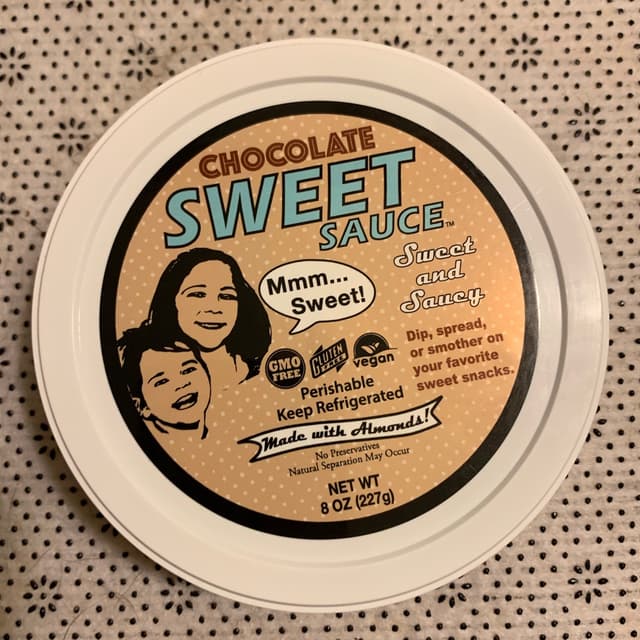 CHOCOLATE
SWEET
SAUCE™
Sweet
and
Saucy
Mmm...
Sweet!
Dip, spread,
or smother on
your favorite
sweet snacks.
GMO
FREE
GLUTEN
FREE
vegan
Perishable
Keep Refrigerated
Made with Almonds!
No Preservatives
Natural Separation May Occur
NET WT
8 OZ (227g)